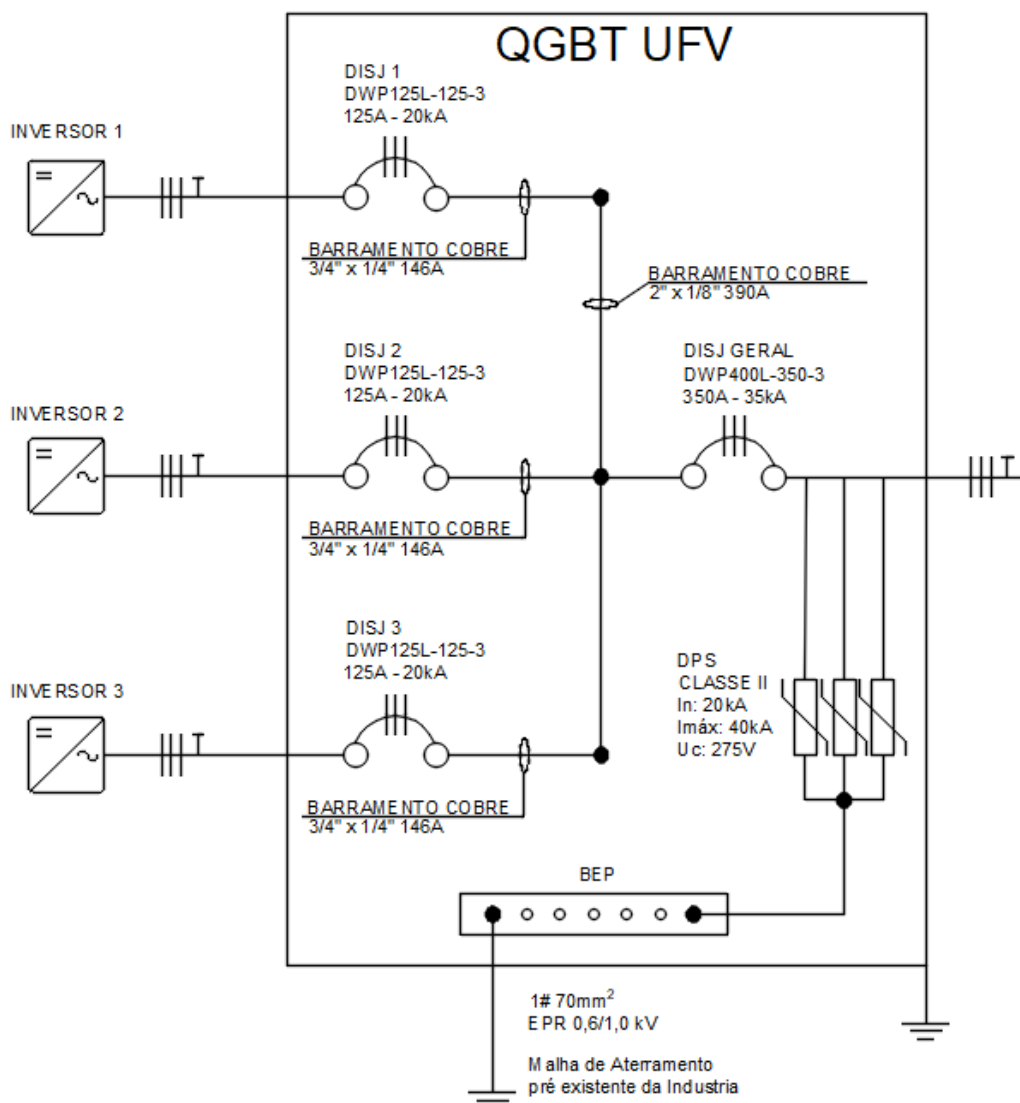 QGBT UFV
DISJ 1
DWP125L-125-3
125A - 20kA
INVERSOR 1
T
BARRAMENTO COBRE
3/4" x 1/4" 146A
BARRAMENTO COBRE
2" x 1/8" 390A
DISJ 2
DWP125L-125-3
125A - 20kA
DISJ GERAL
DWP400L-350-3
350A - 35kA
INVERSOR 2
T
T
BARRAMENTO COBRE
3/4" x 1/4" 146A
DISJ 3
DWP125L-125-3
125A - 20kA
INVERSOR 3
T
BARRAMENTO COBRE
3/4" x 1/4" 146A
DPS
CLASSE II
In: 20kA
Imáx: 40kA
Uc: 275V
BEP
1# 70mm²
EPR 0,6/1,0 kV
Malha de Aterramento
pré existente da Industria